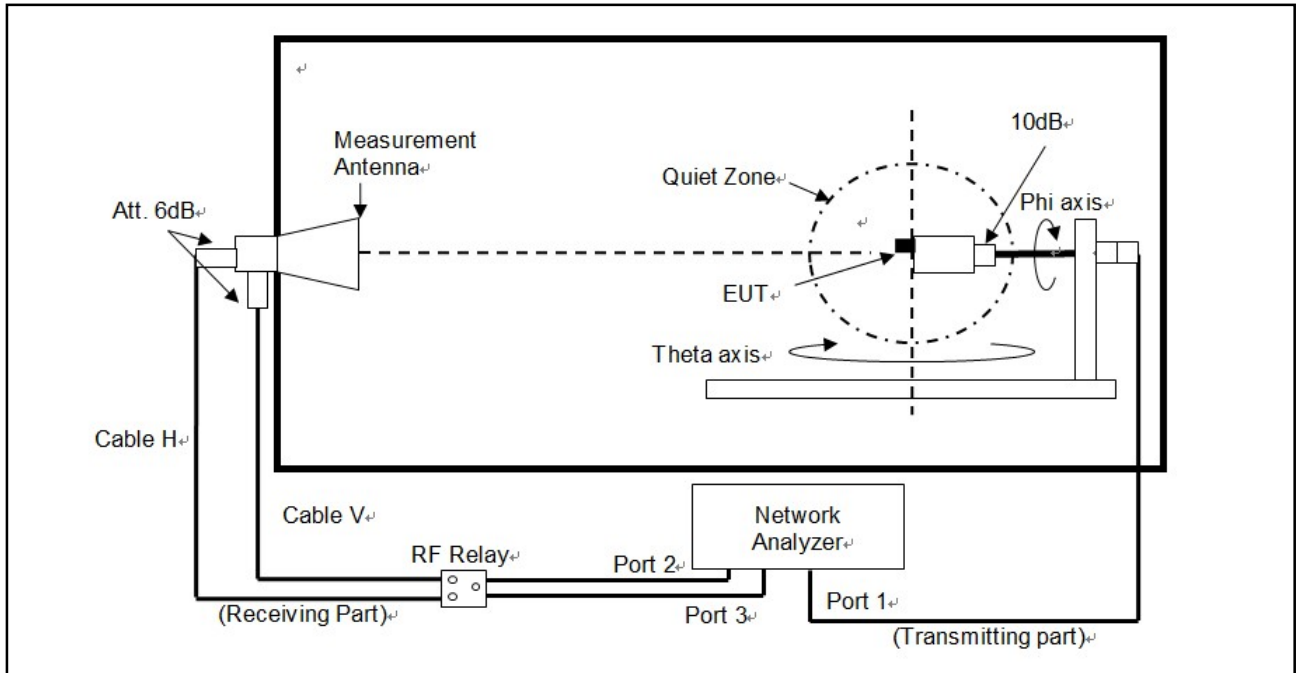 Measurement
Antenna
Att. 6dB
Quiet Zone
10dB
Phi axis
EUT
Theta axis
Cable H
Cable V
RF Relay
(Receiving Part)
Network
Analyzer
Port 2
Port 3
Port 1
(Transmitting part)